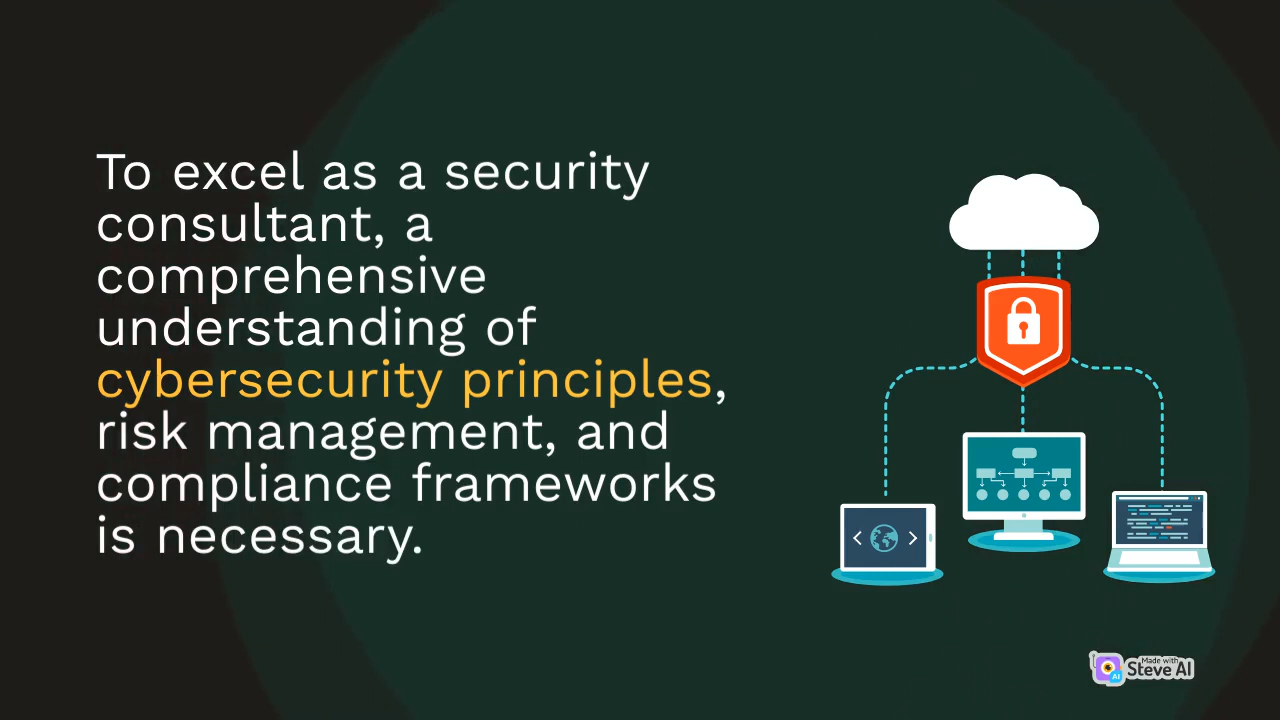 To excel as a security
consultant, a
comprehensive
understanding of
cybersecurity principles,
risk management, and
compliance frameworks
is necessary.
Made with
Steve AI
AI